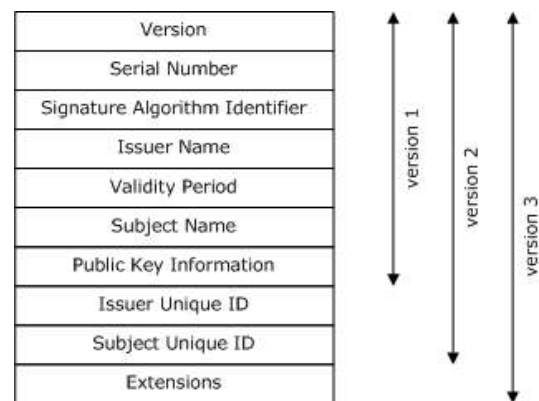 Version
Serial Number
Signature Algorithm Identifier
Issuer Name
Validity Period
Subject Name
Public Key Information
Issuer Unique ID
Subject Unique ID
Extensions
version 1
version 2
version 3